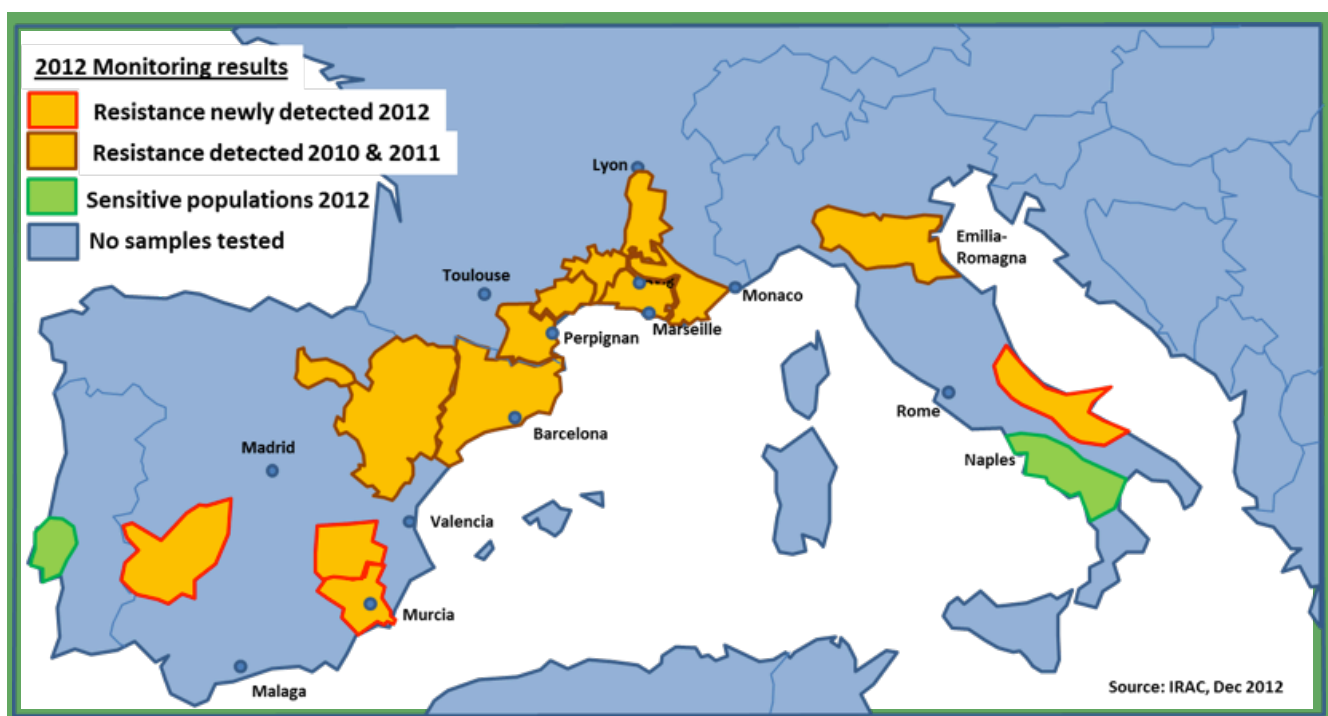 2012 Monitoring results
Resistance newly detected 2012
Resistance detected 2010 & 2011
Sensitive populations 2012
No samples tested
Lyon
Emilia-
Romagna
Toulouse
Monaco
Marseille
Perpignan
Rome
Barcelona
Madrid
Naples
Valencia
Murcia
Malaga
Source: IRAC, Dec 2012